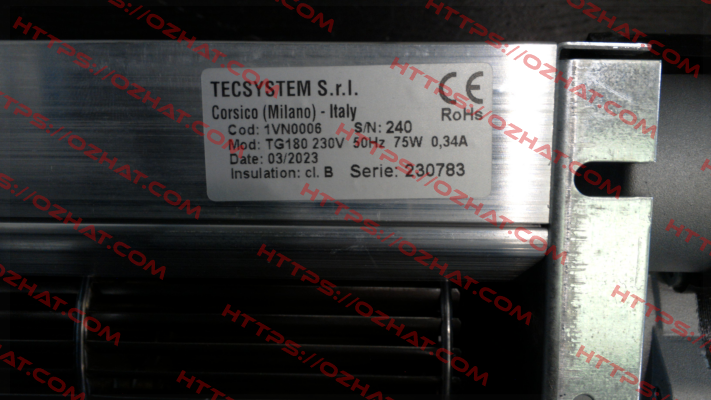 TECSYSTEM S.r.l.
Corsico (Milano) - Italy
CE
RoHs
Cod: 1VN0006 S/N: 240
Mod: TG180 230V 50Hz 75W 0,34A
Date: 03/2023
Insulation: cl. B Serie: 230783
HTTPS://OZHAT.COM